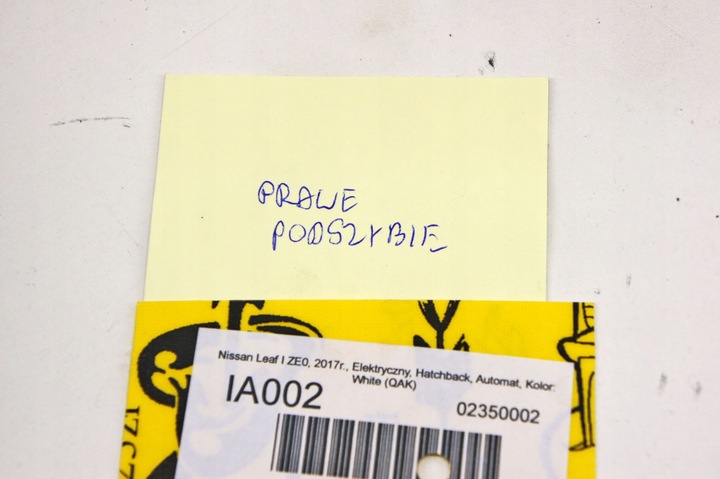 PRAWE
PODSZYBIE
Nissan Leaf I ZE0, 2017r., Elektryczny, Hatchback, Automat, Kolor:
White (QAK)
IA002
02350002